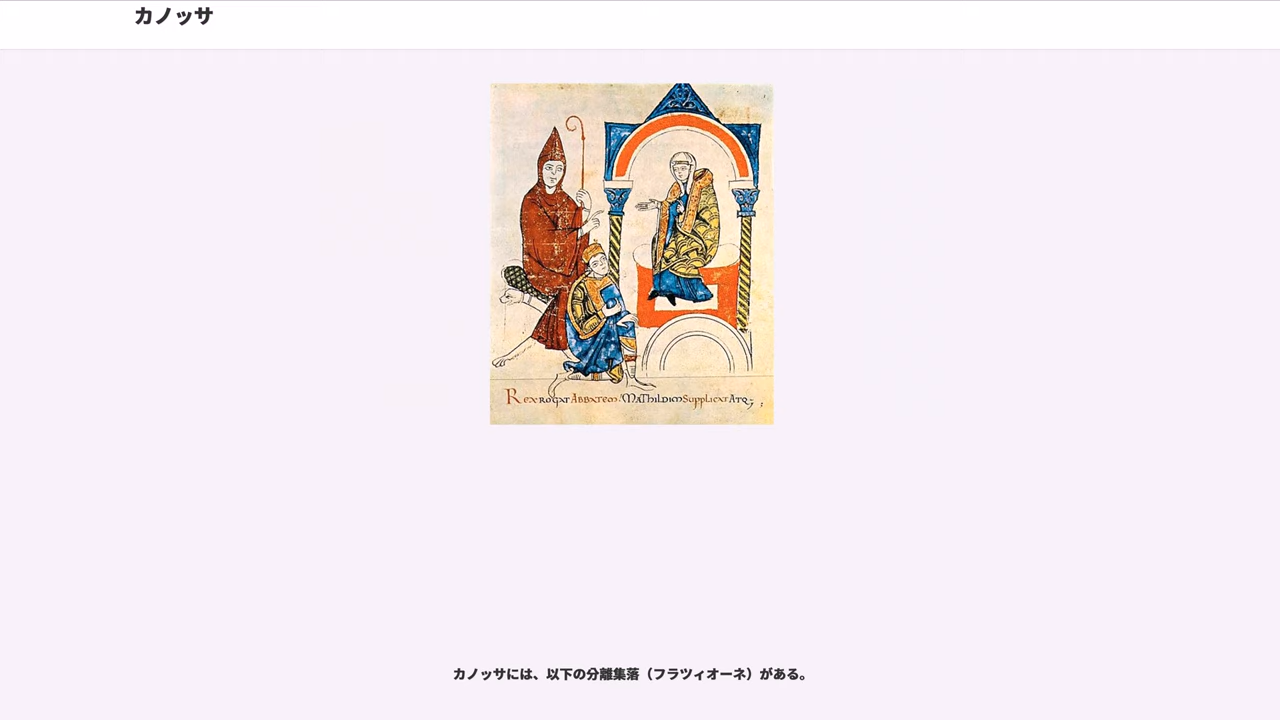 カノッサ
Rex rogat Abbatem Mathildim Supplicat Atq;
カノッサには、以下の分離集落（フラツィオーネ）がある。